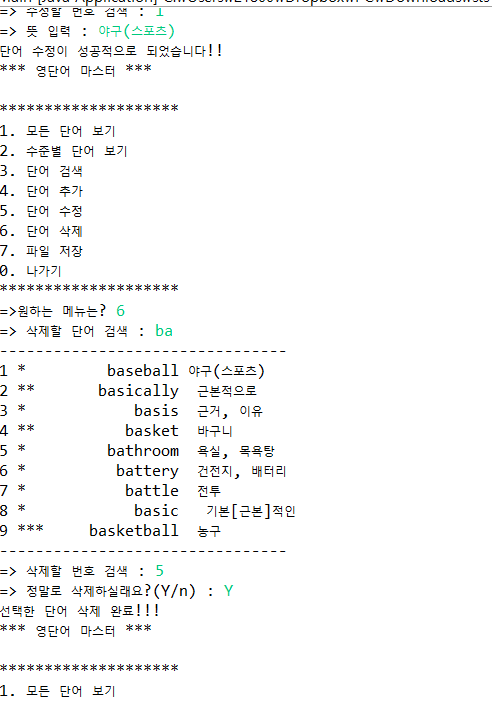 => 수정할 번호 검색 : 1
=> 뜻 입력 : 야구(스포츠)
단어 수정이 성공적으로 되었습니다!!
*** 영단어 마스터 ***
********************
1. 모든 단어 보기
2. 수준별 단어 보기
3. 단어 검색
4. 단어 추가
5. 단어 수정
6. 단어 삭제
7. 파일 저장
0. 나가기
********************
=>원하는 메뉴는? 6
=> 삭제할 단어 검색 : ba
--------------------------------
1 * baseball 야구(스포츠)
2 ** basically 근본적으로
3 * basis 근거, 이유
4 ** basket 바구니
5 * bathroom 욕실, 목욕탕
6 * battery 건전지, 배터리
7 * battle 전투
8 * basic 기본[근본]적인
9 *** basketball 농구
--------------------------------
=> 삭제할 번호 검색 : 5
=> 정말로 삭제하실래요?(Y/n) : Y
선택한 단어 삭제 완료!!!
*** 영단어 마스터 ***
********************
1. 모든 단어 보기